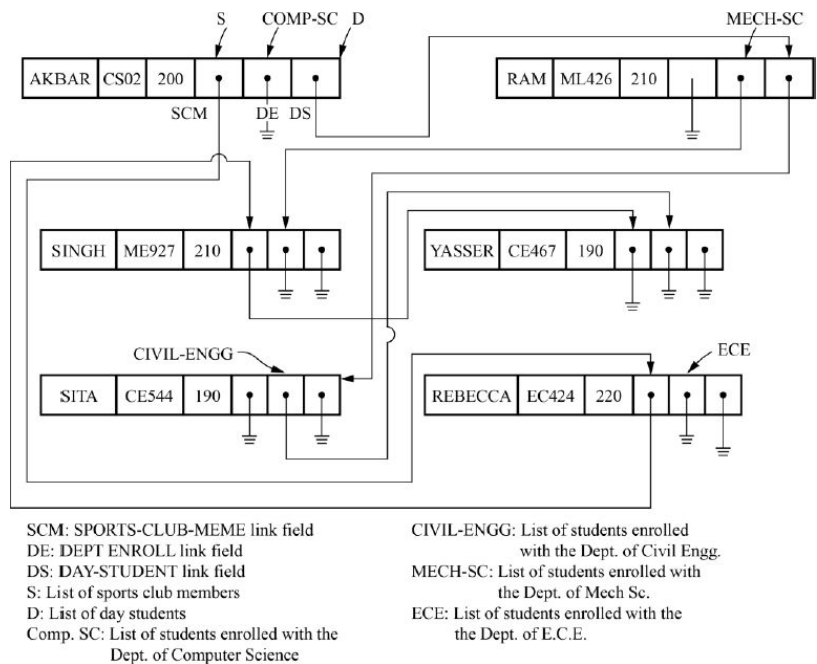 S COMP-SC D MECH-SC
AKBAR CS02 200
RAM ML426 210
SCM DE DS
SINGH ME927 210
YASSER CE467 190
CIVIL-ENGG
ECE
SITA CE544 190
REBECCA EC424 220
SCM: SPORTS-CLUB-MEME link field
DE: DEPT ENROLL link field
DS: DAY-STUDENT link field
S: List of sports club members
D: List of day students
Comp. SC: List of students enrolled with the
Dept. of Computer Science
CIVIL-ENGG: List of students enrolled
with the Dept. of Civil Engg.
MECH-SC: List of students enrolled with
the Dept. of Mech Sc.
ECE: List of students enrolled with the
the Dept. of E.C.E.